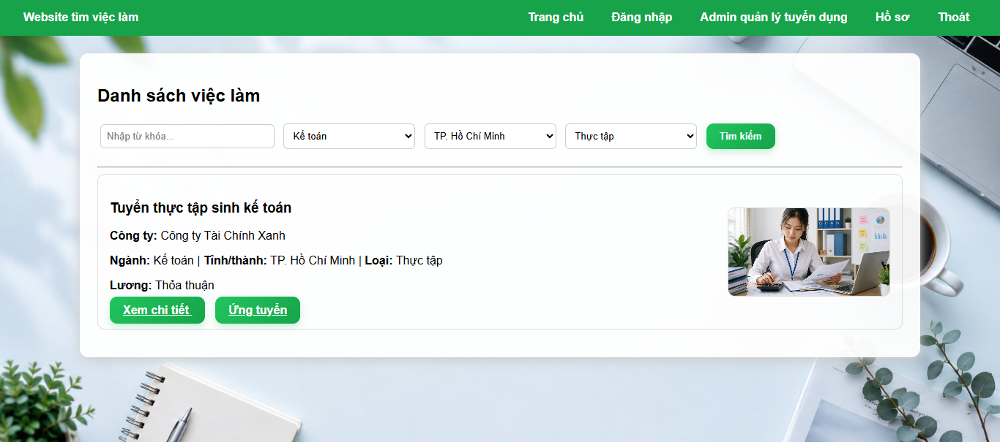 Website tìm việc làm Trang chủ Đăng nhập Admin quản lý tuyển dụng Hồ sơ Thoát
Danh sách việc làm
Nhập từ khóa... Kế toán TP. Hồ Chí Minh Thực tập Tìm kiếm
Tuyển thực tập sinh kế toán
Công ty: Công ty Tài Chính Xanh
Ngành: Kế toán | Tỉnh/thành: TP. Hồ Chí Minh | Loại: Thực tập
Lương: Thỏa thuận
Xem chi tiết Ứng tuyển